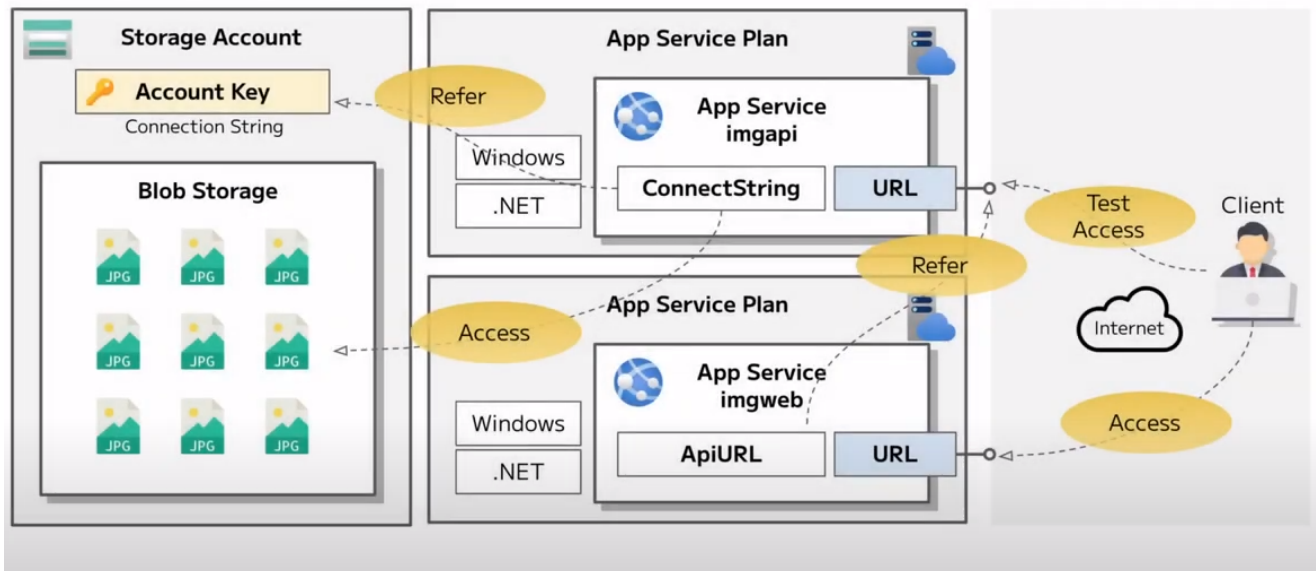 Storage Account
Account Key
Connection String
Blob Storage
JPG
JPG
JPG
JPG
JPG
JPG
JPG
JPG
JPG
Refer
Access
App Service Plan
Windows
.NET
App Service
imgapi
ConnectString
URL
Refer
App Service Plan
Windows
.NET
App Service
imgweb
ApiURL
URL
Test
Access
Client
Internet
Access